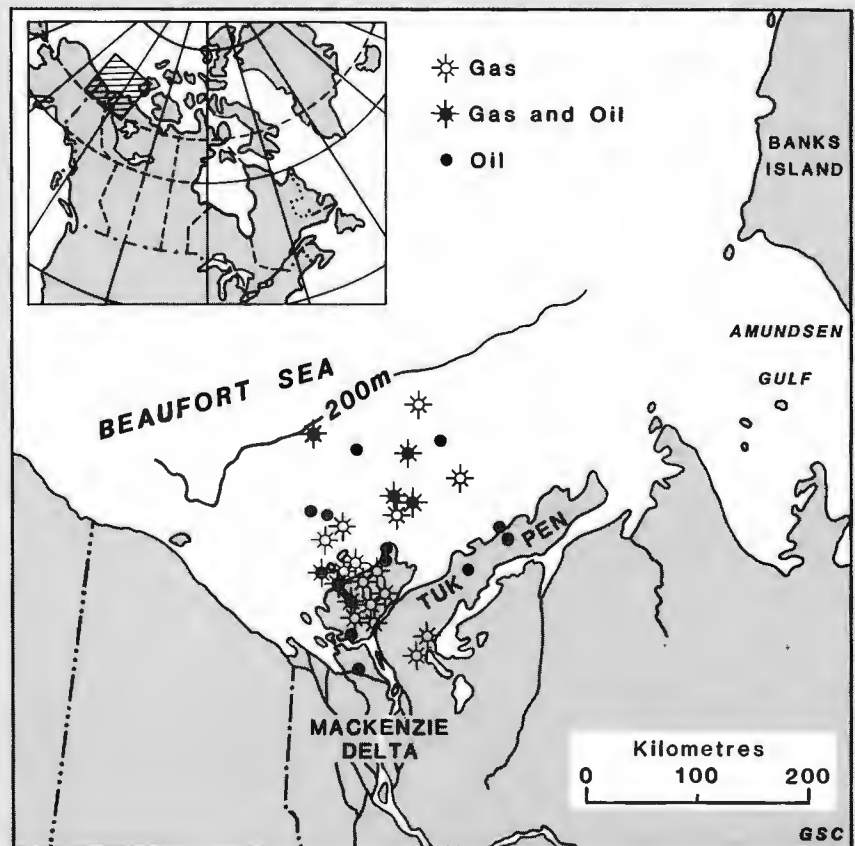 Gas
Gas and Oil
Oil
BANKS
ISLAND
AMUNDSEN
GULF
BEAUFORT SEA
200m
TUK PEN
MACKENZIE
DELTA
Kilometres
0 100 200
GSC